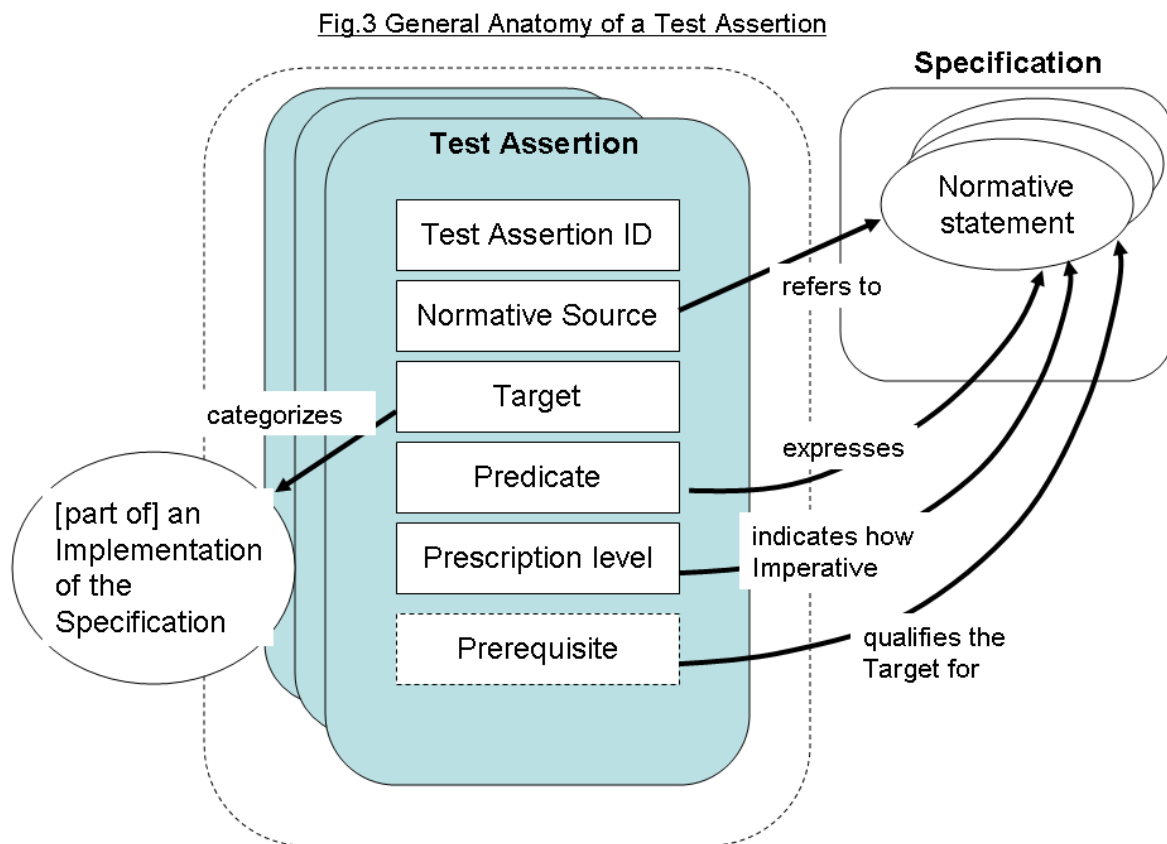 Fig.3 General Anatomy of a Test Assertion
Specification
Test Assertion
Normative
statement
Test Assertion ID
refers to
Normative Source
Target
categorizes
expresses
Predicate
[part of] an
Implementation
of the
Specification
indicates how
Imperative
Prescription level
Prerequisite
qualifies the
Target for